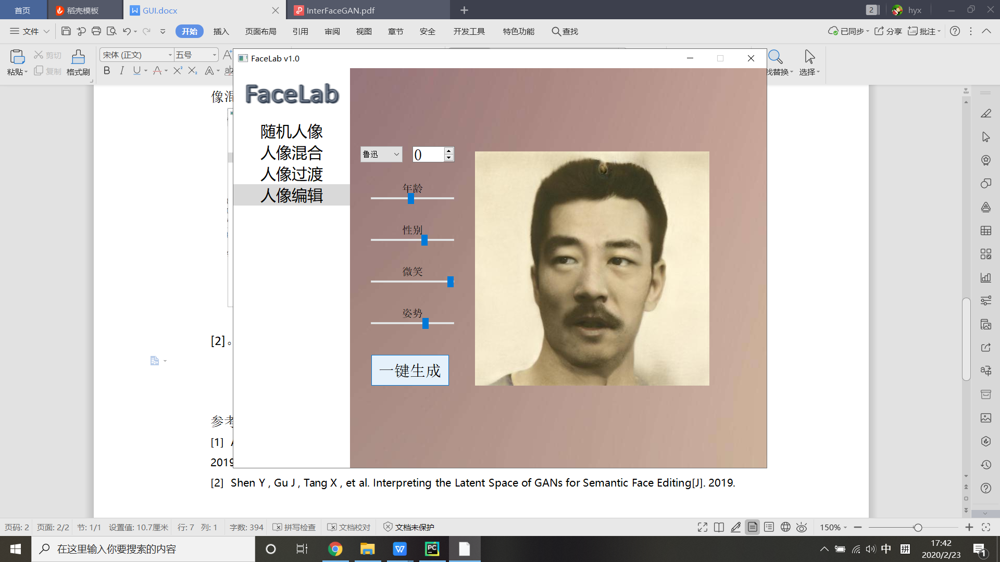 首页
稻壳模板
GUI.docx
InterFaceGAN.pdf
2
hyx
文件
开始
插入
页面布局
引用
审阅
视图
章节
安全
开发工具
特色功能
查找
已同步
分享
批注
粘贴
剪切
复制
格式刷
宋体 (正文)
五号
找替换
选择
FaceLab v1.0
FaceLab
随机人像
人像混合
人像过渡
人像编辑
鲁迅
0
年龄
性别
微笑
姿势
一键生成
像混
[2]。
参考
[1]
2019
[2] Shen Y , Gu J , Tang X , et al. Interpreting the Latent Space of GANs for Semantic Face Editing[J]. 2019.
页码: 2
页面: 2/2
节: 1/1
设置值: 10.7厘米
行: 7
列: 1
字数: 394
拼写检查
文档校对
文档未保护
150%
在这里输入你要搜索的内容
中
拼
17:42
2020/2/23
1